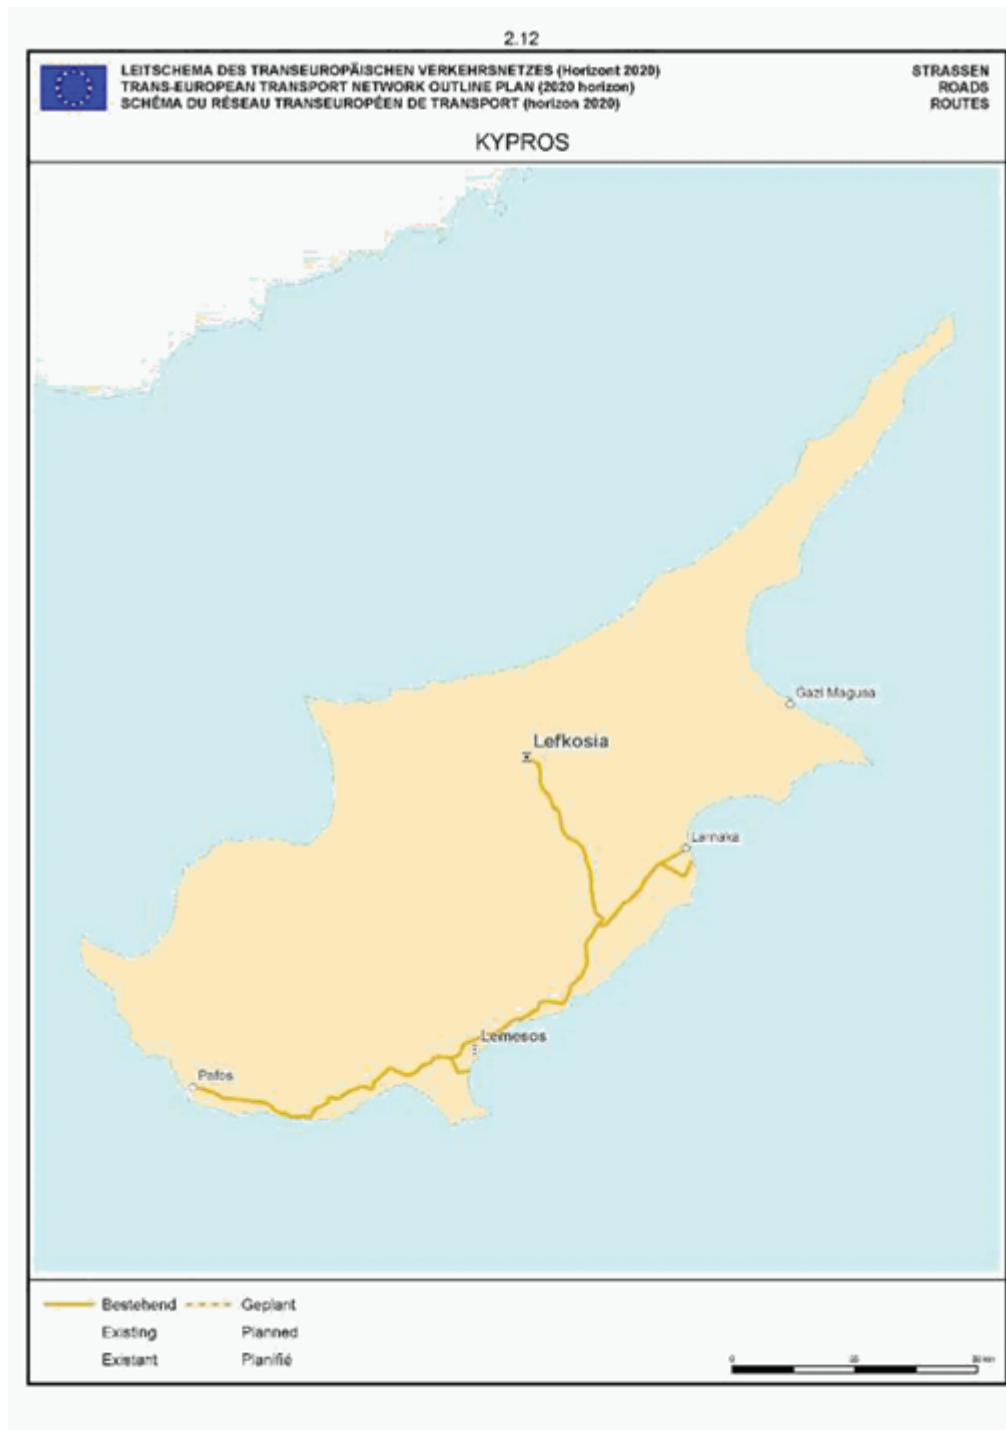 2.12
LEITSCHEMA DES TRANSEUROPÄISCHEN VERKEHRSNETZES (Horizont 2020)
TRANS-EUROPEAN TRANSPORT NETWORK OUTLINE PLAN (2020 horizon)
SCHÉMA DU RÉSEAU TRANSEUROPÉEN DE TRANSPORT (horizon 2020)
STRASSEN
ROADS
ROUTES
KYPROS
Gazi Magusa
Lefkosia
Larnaka
Lemesos
Pafos
Bestehend Geplant
Existing Planned
Existant Planifié
0 km